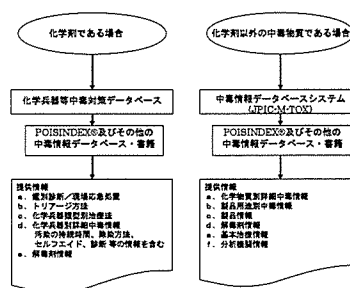 化学剤である場合
化学兵器等中毒対策データベース
POISINDEX®及びその他の
中毒情報データベース・書籍
提供情報
a. 鑑別診断/現場応急処置
b. トリアージ方法
c. 化学兵器類型別治療法
d. 化学兵器別詳細中毒情報
汚染の持続時間、除染方法、
セルフエイド、診断 等の情報を含む
e. 解毒剤情報
化学剤以外の中毒物質である場合
中毒情報データベースシステム
(JPIC-M-TOX)
POISINDEX®及びその他の
中毒情報データベース・書籍
提供情報
a. 化学物質別詳細中毒情報
b. 製品用途別中毒情報
c. 製品情報
d. 解毒剤情報
e. 基本治療情報
f. 分析機関情報